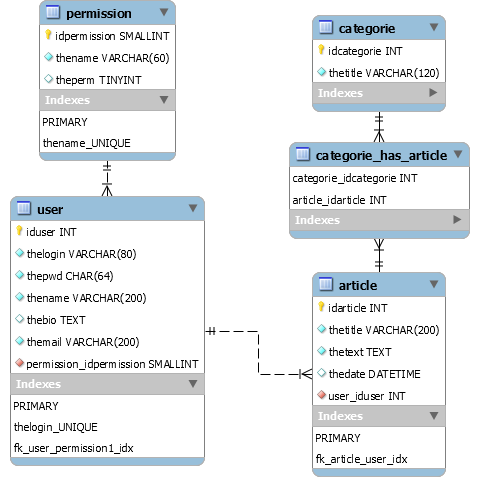 permission
idpermission SMALLINT
thename VARCHAR(60)
theperm TINYINT
Indexes
PRIMARY
thename_UNIQUE
categorie
idcategorie INT
thetitle VARCHAR(120)
Indexes
categorie_has_article
categorie_idcategorie INT
article_idarticle INT
Indexes
user
iduser INT
thelogin VARCHAR(80)
thepwd CHAR(64)
thename VARCHAR(200)
thebio TEXT
themail VARCHAR(200)
permission_idpermission SMALLINT
Indexes
PRIMARY
thelogin_UNIQUE
fk_user_permission1_idx
article
idarticle INT
thetitle VARCHAR(200)
thetext TEXT
thedate DATETIME
user_iduser INT
Indexes
PRIMARY
fk_article_user_idx